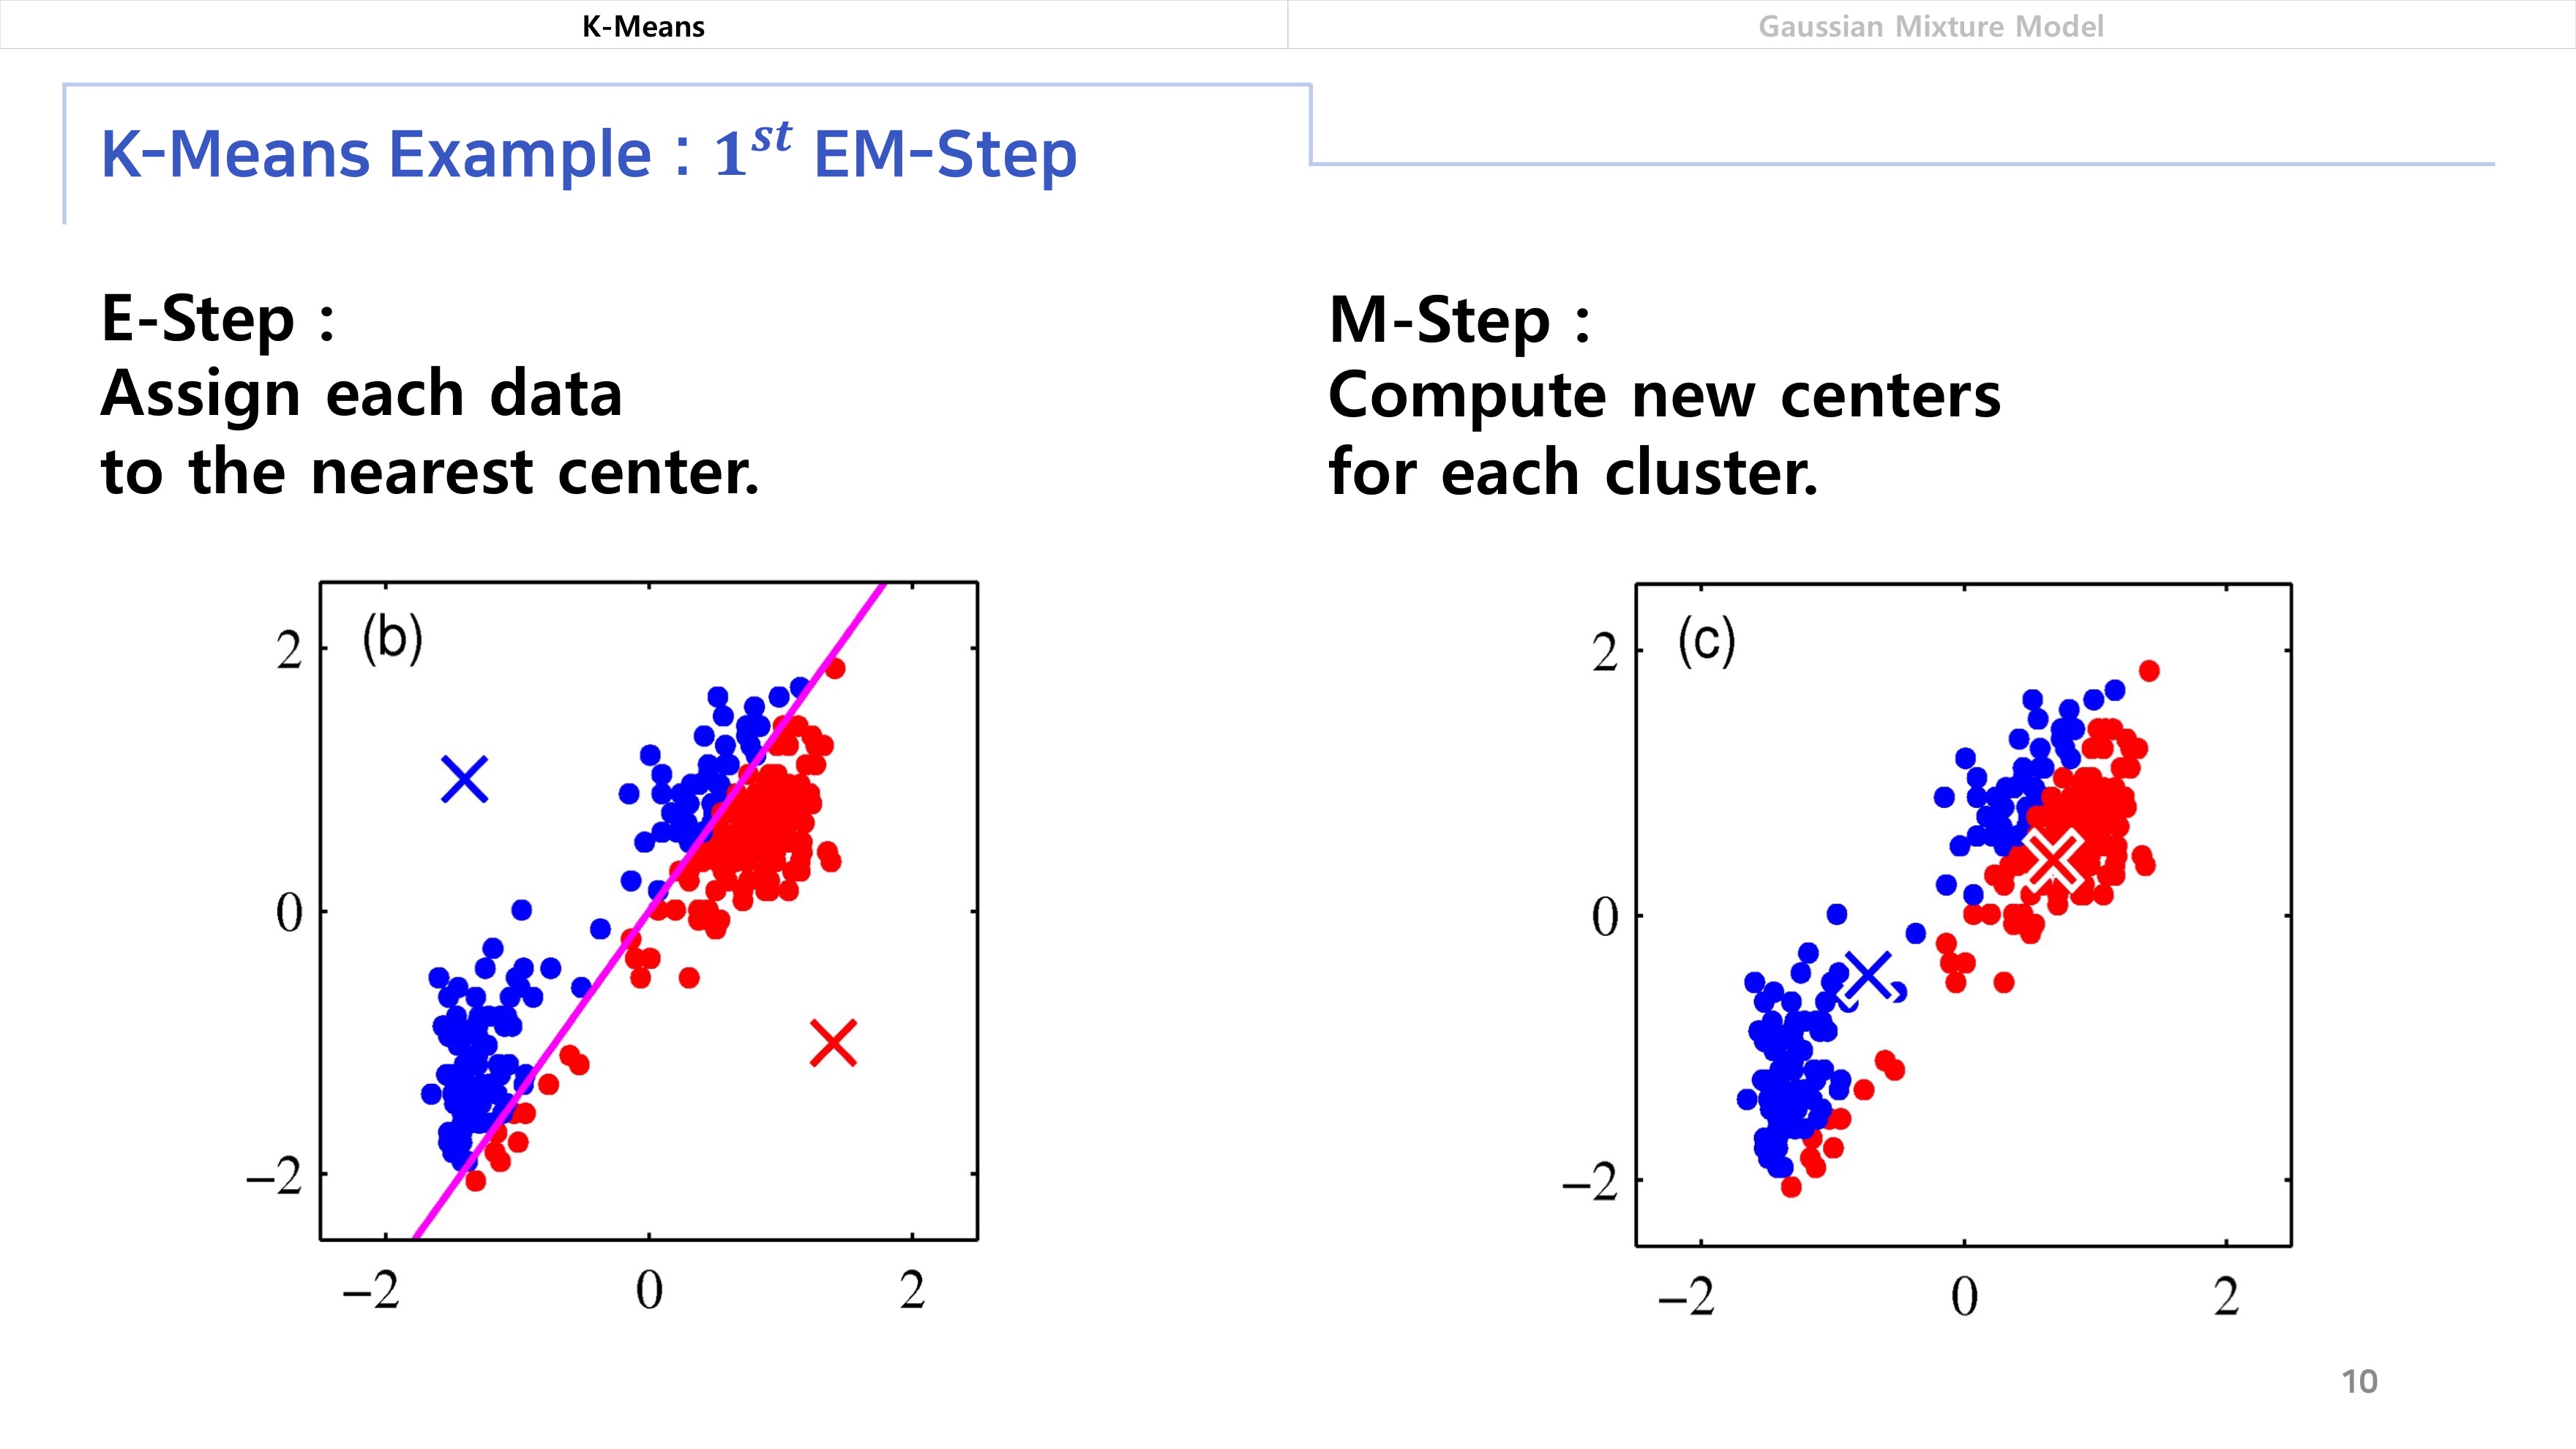 K-Means
Gaussian Mixture Model
K-Means Example : 1st EM-Step
E-Step :
Assign each data
to the nearest center.
M-Step :
Compute new centers
for each cluster.
(b)
2
0
−2
−2 0 2
(c)
2
0
−2
−2 0 2
10